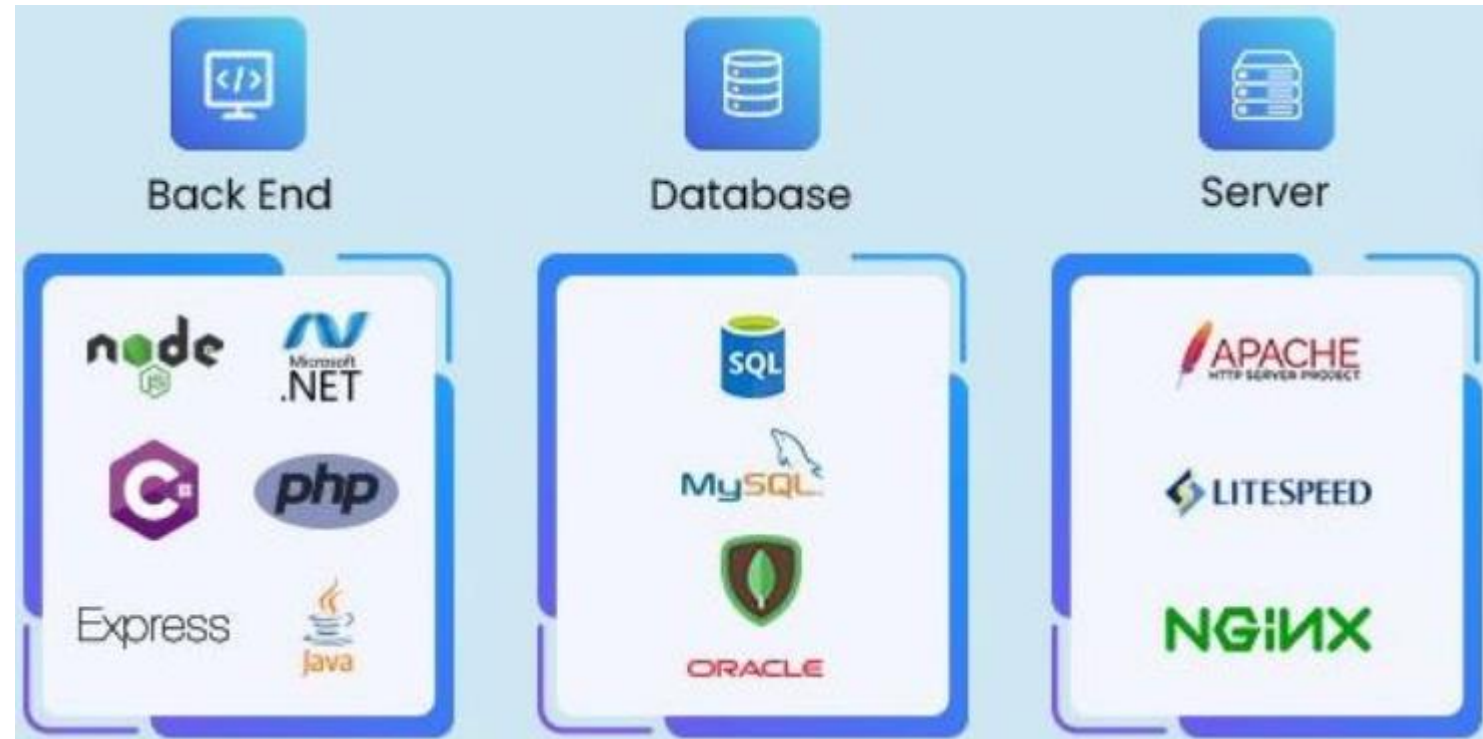 Back End
Database
Server
node
JS
Microsoft
.NET
C#
php
Express
Java
SQL
MySQL
ORACLE
APACHE
HTTP SERVER PROJECT
LITESPEED
NGiNX